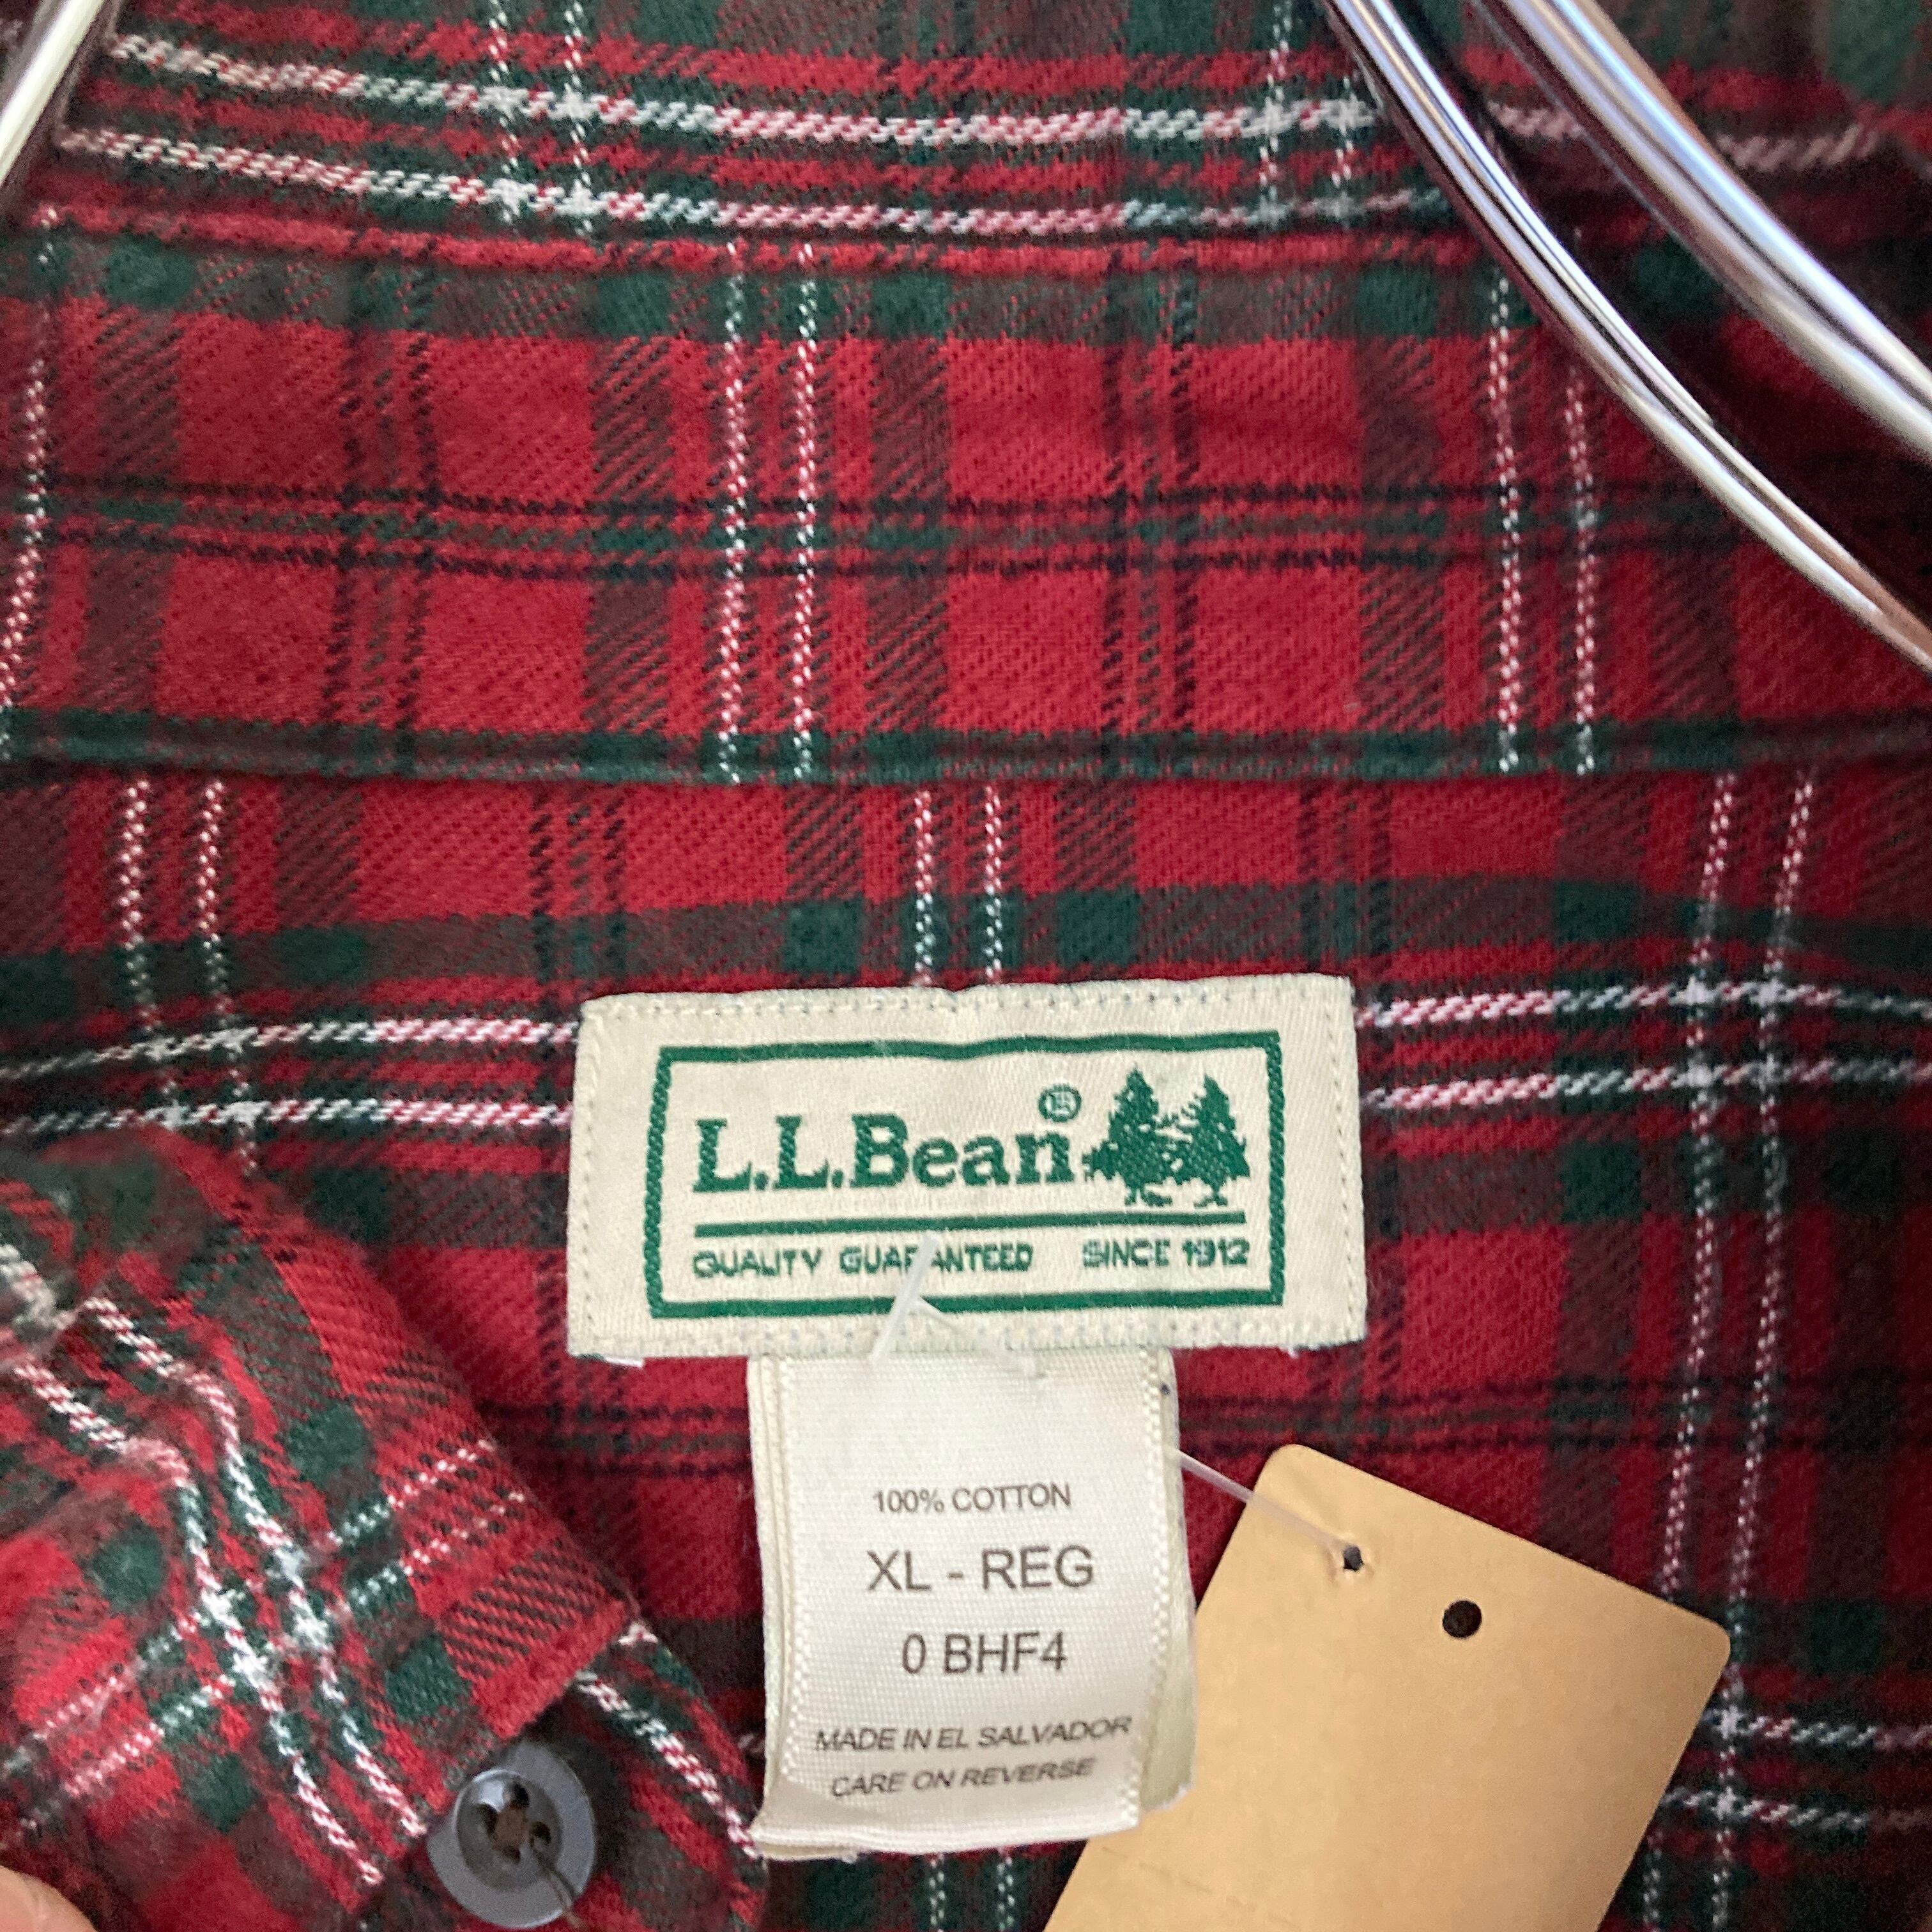 L.L.Bean®
QUALITY GUARANTEED SINCE 1912
100% COTTON
XL - REG
0 BHF4
MADE IN EL SALVADOR
CARE ON REVERSE